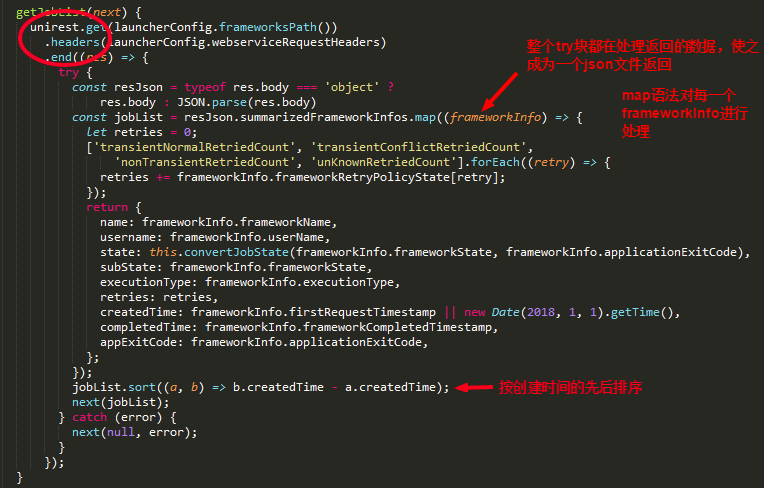 getJobList(next) {
unirest.get(launcherConfig.frameworksPath())
.headers(launcherConfig.webserviceRequestHeaders)
.end((res) => {
try {
整个try块都在处理返回的数据，使之
成为一个json文件返回
const resJson = typeof res.body === 'object' ?
res.body : JSON.parse(res.body)
map语法对每一个
frameworkInfo进行
处理
const jobList = resJson.summarizedFrameworkInfos.map((frameworkInfo) => {
let retries = 0;
['transientNormalRetriedCount', 'transientConflictRetriedCount',
'nonTransientRetriedCount', 'unKnownRetriedCount'].forEach((retry) => {
retries += frameworkInfo.frameworkRetryPolicyState[retry];
});
return {
name: frameworkInfo.frameworkName,
username: frameworkInfo.userName,
state: this.convertJobState(frameworkInfo.frameworkState, frameworkInfo.applicationExitCode),
subState: frameworkInfo.frameworkState,
executionType: frameworkInfo.executionType,
retries: retries,
createdTime: frameworkInfo.firstRequestTimestamp || new Date(2018, 1, 1).getTime(),
completedTime: frameworkInfo.frameworkCompletedTimestamp,
appExitCode: frameworkInfo.applicationExitCode,
};
});
jobList.sort((a, b) => b.createdTime - a.createdTime);
按创建时间的先后排序
next(jobList);
} catch (error) {
next(null, error);
}
});
}